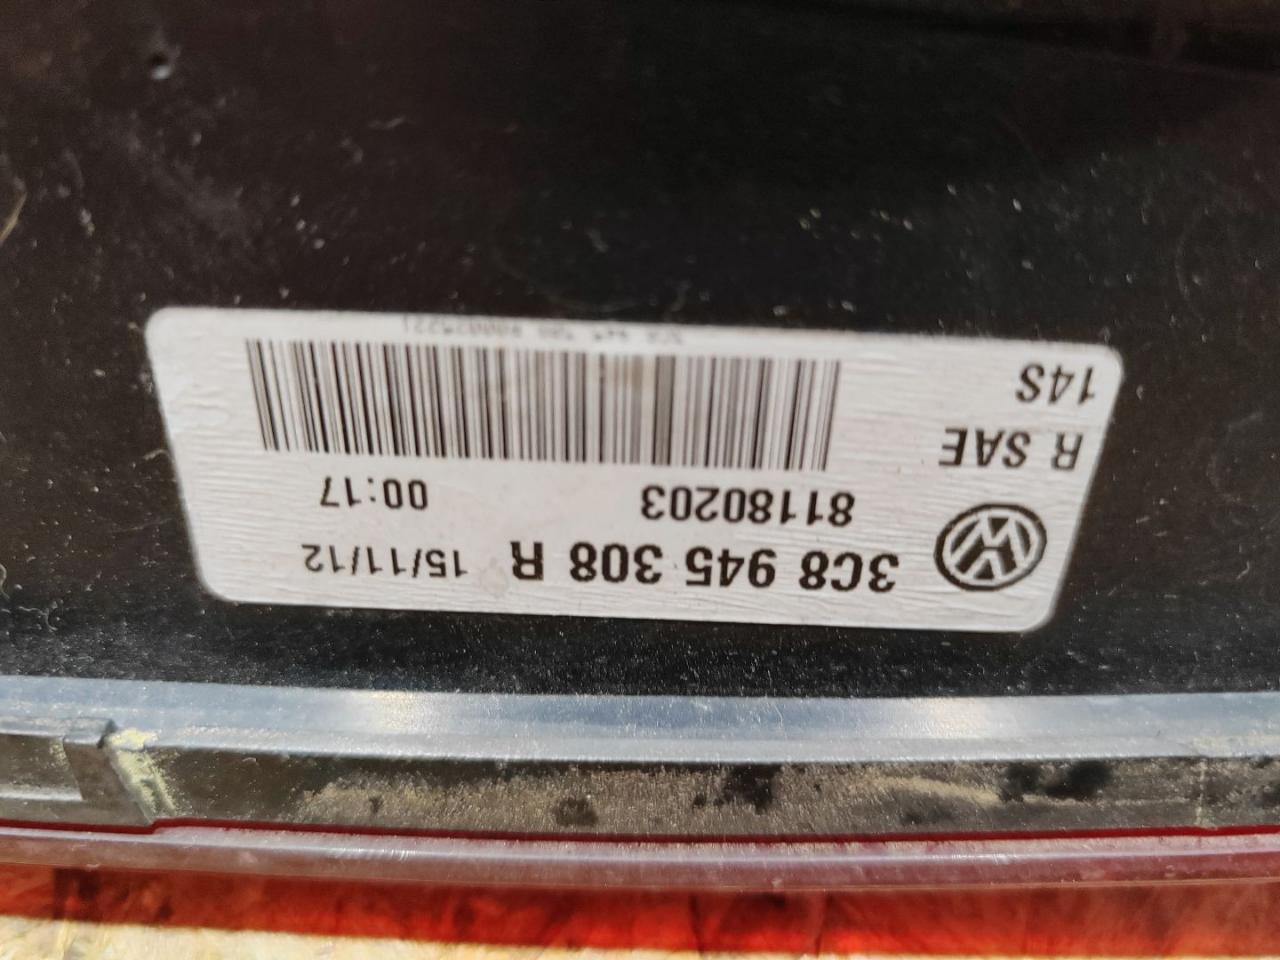 3C8 945 308 R 15/11/12
81180203 00:17
R SAE
14S